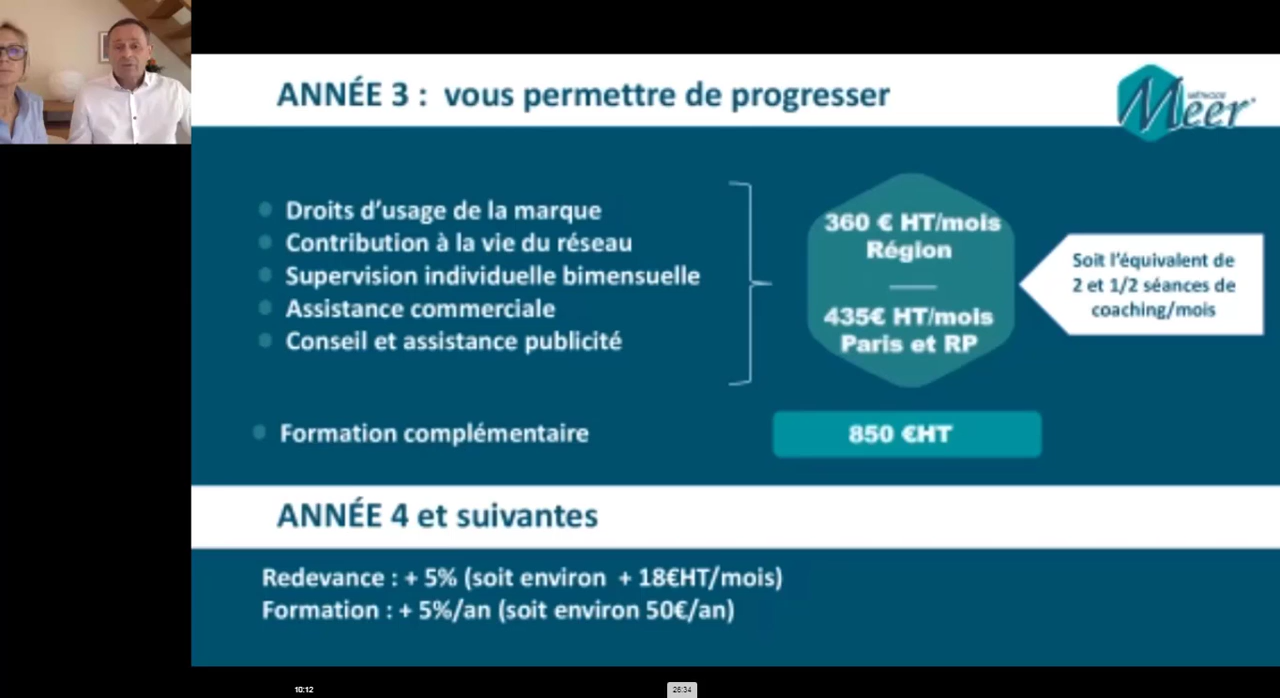 ANNÉE 3 : vous permettre de progresser
MÉTHODE
Meer®
Droits d'usage de la marque
Contribution à la vie du réseau
Supervision individuelle bimensuelle
Assistance commerciale
Conseil et assistance publicité
360 € HT/mois
Région
435€ HT/mois
Paris et RP
Soit l'équivalent de
2 et 1/2 séances de
coaching/mois
Formation complémentaire
850 €HT
ANNÉE 4 et suivantes
Redevance : + 5% (soit environ + 18€HT/mois)
Formation : + 5%/an (soit environ 50€/an)
10:12
26:34